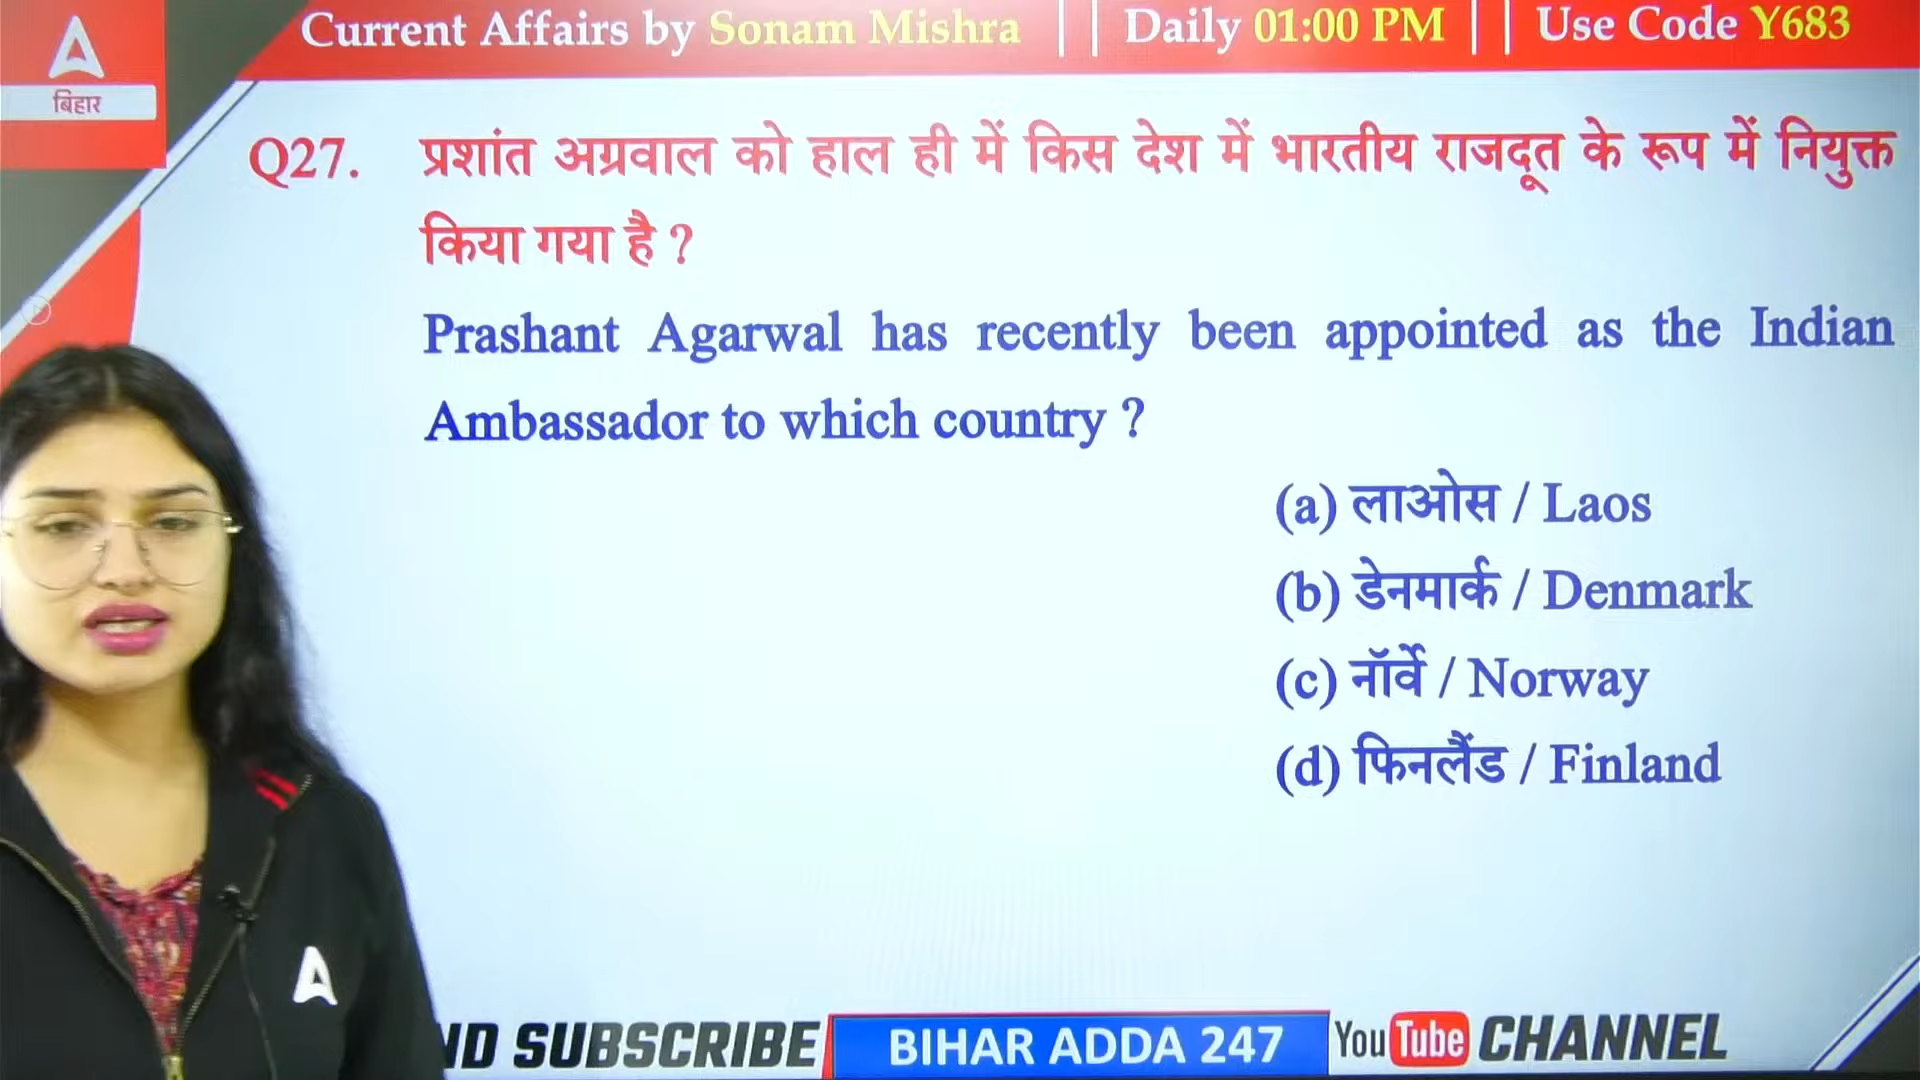 Current Affairs by Sonam Mishra || Daily 01:00 PM || Use Code Y683
बिहार
Q27. प्रशांत अग्रवाल को हाल ही में किस देश में भारतीय राजदूत के रूप में नियुक्त
किया गया है ?
Prashant Agarwal has recently been appointed as the Indian
Ambassador to which country ?
(a) लाओस / Laos
(b) डेनमार्क / Denmark
(c) नॉर्वे / Norway
(d) फिनलैंड / Finland
ND SUBSCRIBE BIHAR ADDA 247 YouTube CHANNEL